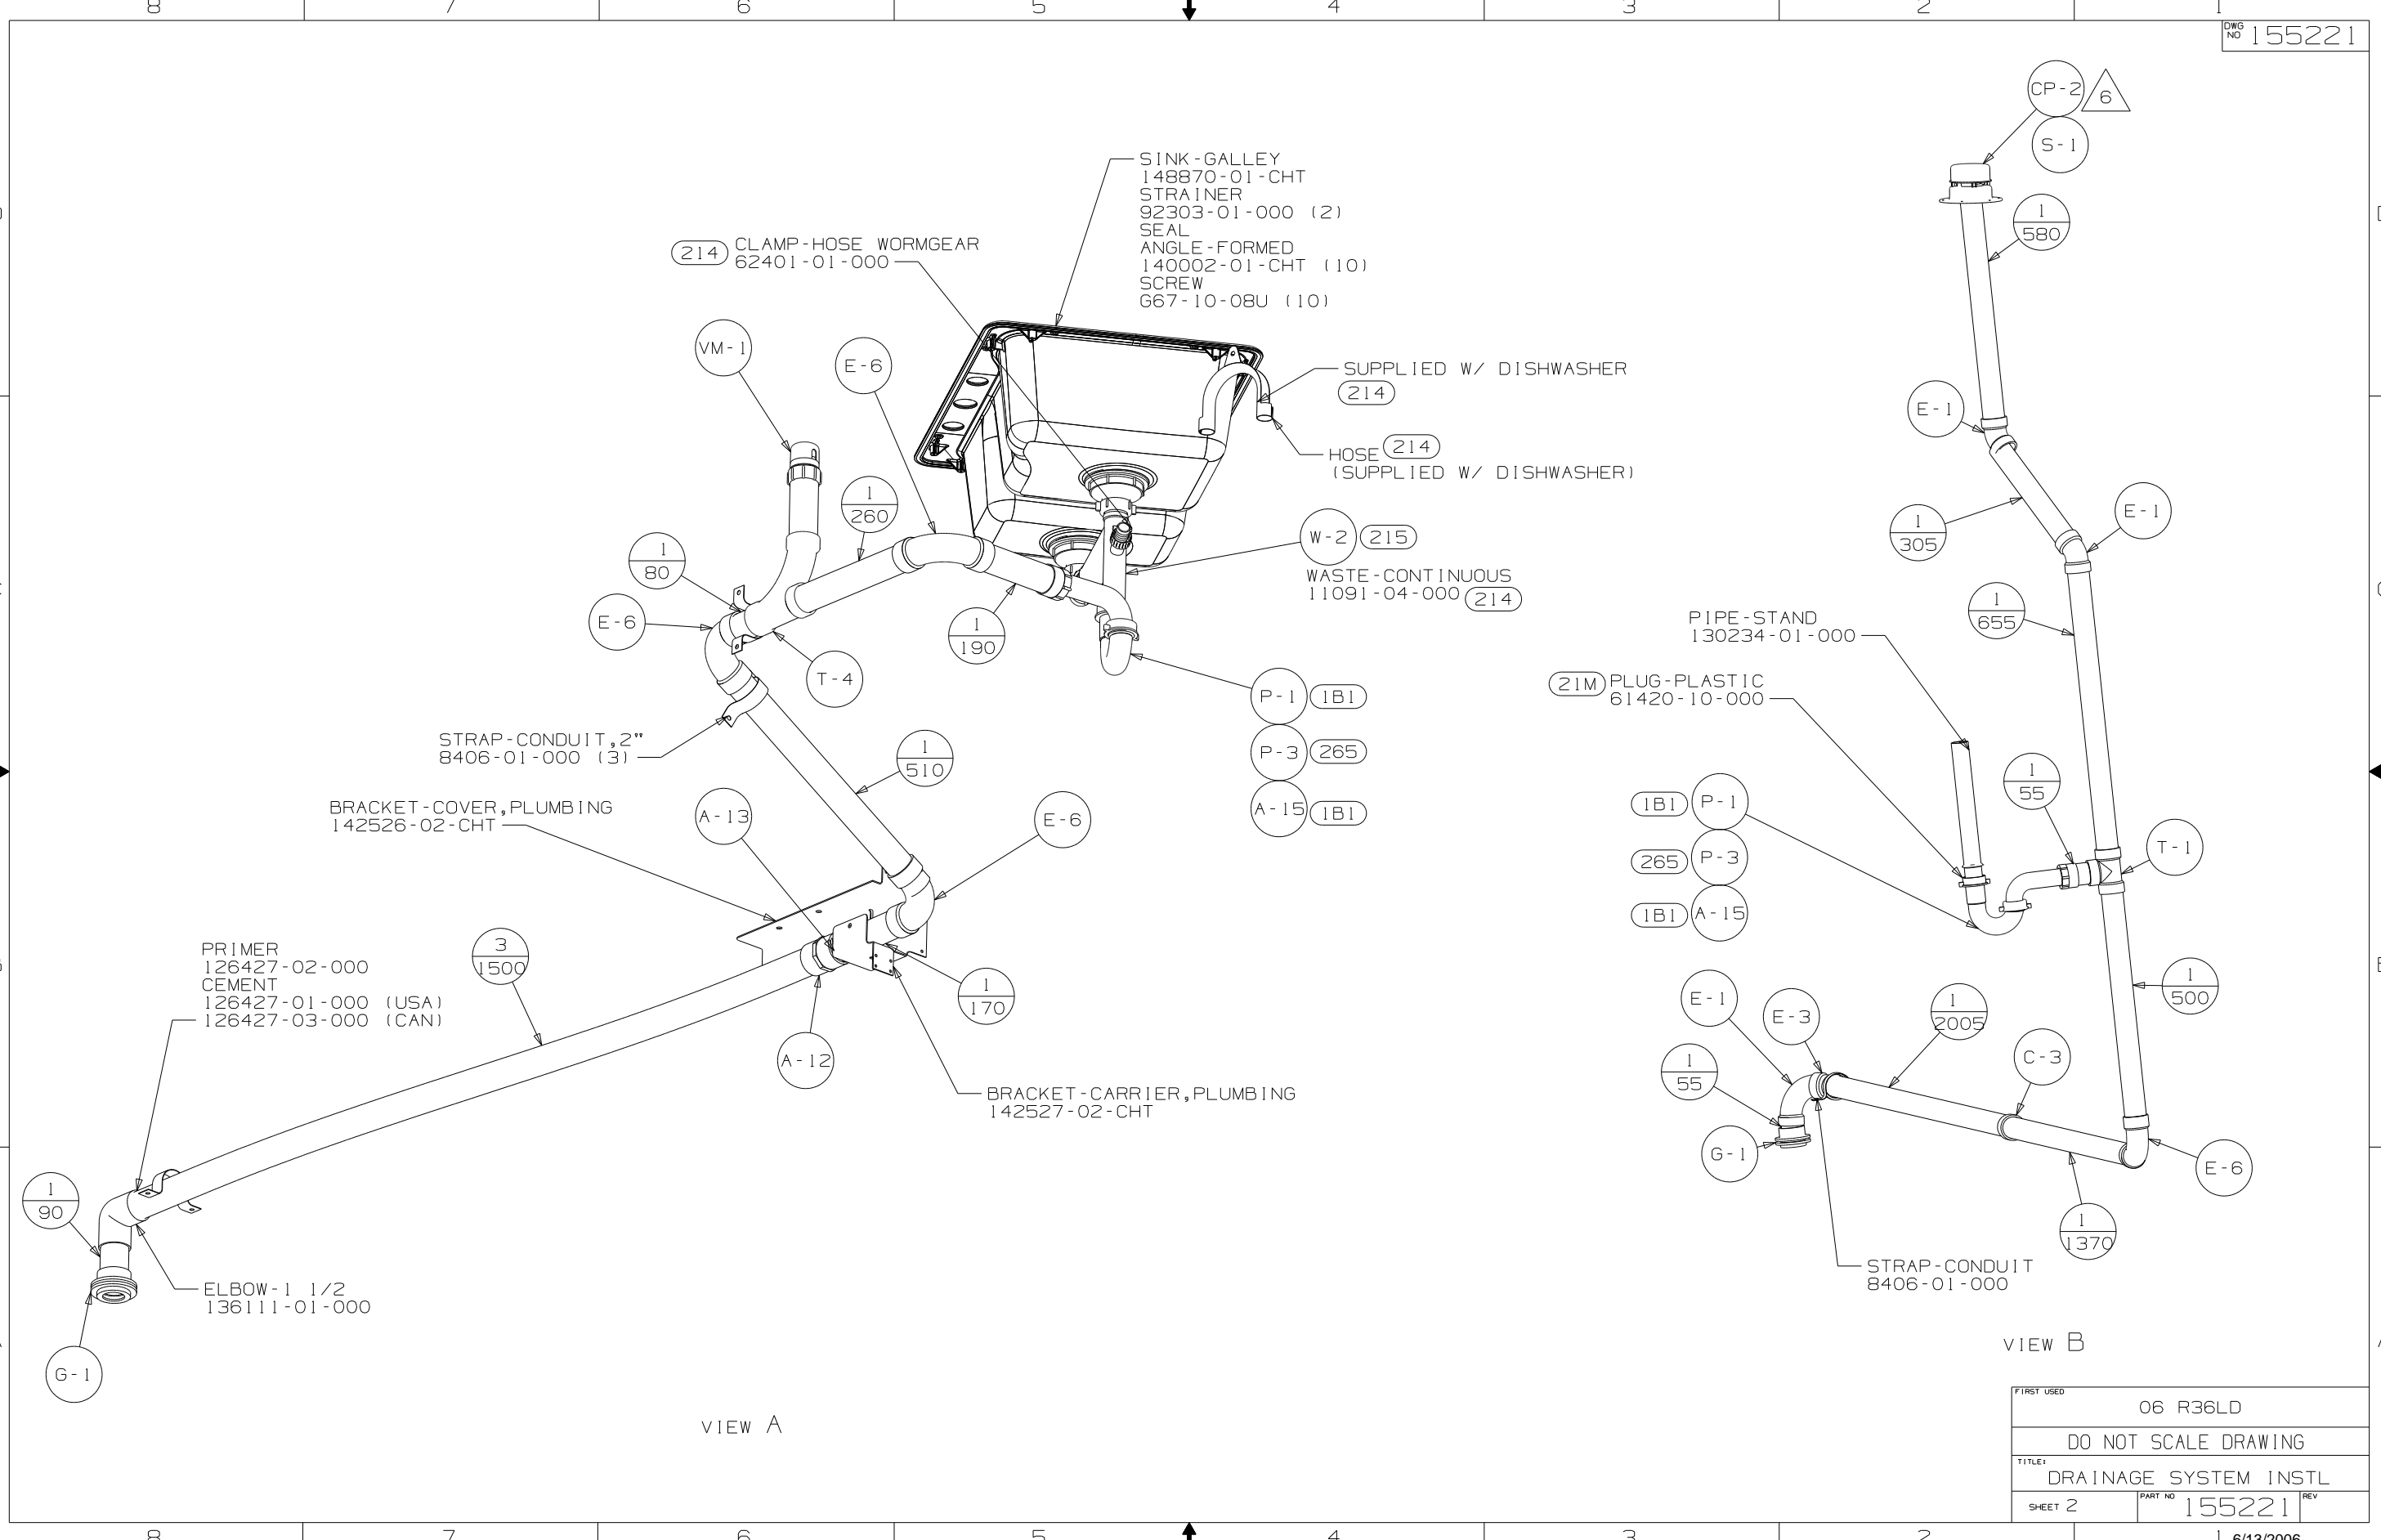 8 7 6 5 4 3 2 1
DWG NO 155221
CP-2
6
S-1
SINK-GALLEY
148870-01-CHT
STRAINER
92303-01-000 (2)
SEAL
ANGLE-FORMED
140002-01-CHT (10)
SCREW
G67-10-08U (10)
214
CLAMP-HOSE WORMGEAR
62401-01-000
1
580
VM-1
E-6
SUPPLIED W/ DISHWASHER
214
HOSE 214
(SUPPLIED W/ DISHWASHER)
E-1
1
260
1
305
E-1
1
80
W-2 215
WASTE-CONTINUOUS
11091-04-000 214
E-6
1
190
T-4
PIPE-STAND
130234-01-000
1
655
21M PLUG-PLASTIC
61420-10-000
P-1 1B1
P-3 265
A-15 1B1
STRAP-CONDUIT,2"
8406-01-000 (3)
1
510
1
55
BRACKET-COVER,PLUMBING
142526-02-CHT
A-13
E-6
1B1 P-1
265 P-3
1B1 A-15
T-1
PRIMER
126427-02-000
CEMENT
126427-01-000 (USA)
126427-03-000 (CAN)
3
1500
1
170
A-12
BRACKET-CARRIER,PLUMBING
142527-02-CHT
E-1
E-3
1
2005
1
500
1
55
C-3
G-1
E-6
1
1370
STRAP-CONDUIT
8406-01-000
1
90
ELBOW-1 1/2
136111-01-000
G-1
VIEW A
VIEW B
FIRST USED
06 R36LD
DO NOT SCALE DRAWING
TITLE:
DRAINAGE SYSTEM INSTL
SHEET 2 PART NO 155221 REV
8 7 6 5 4 3 2 1
6/13/2006